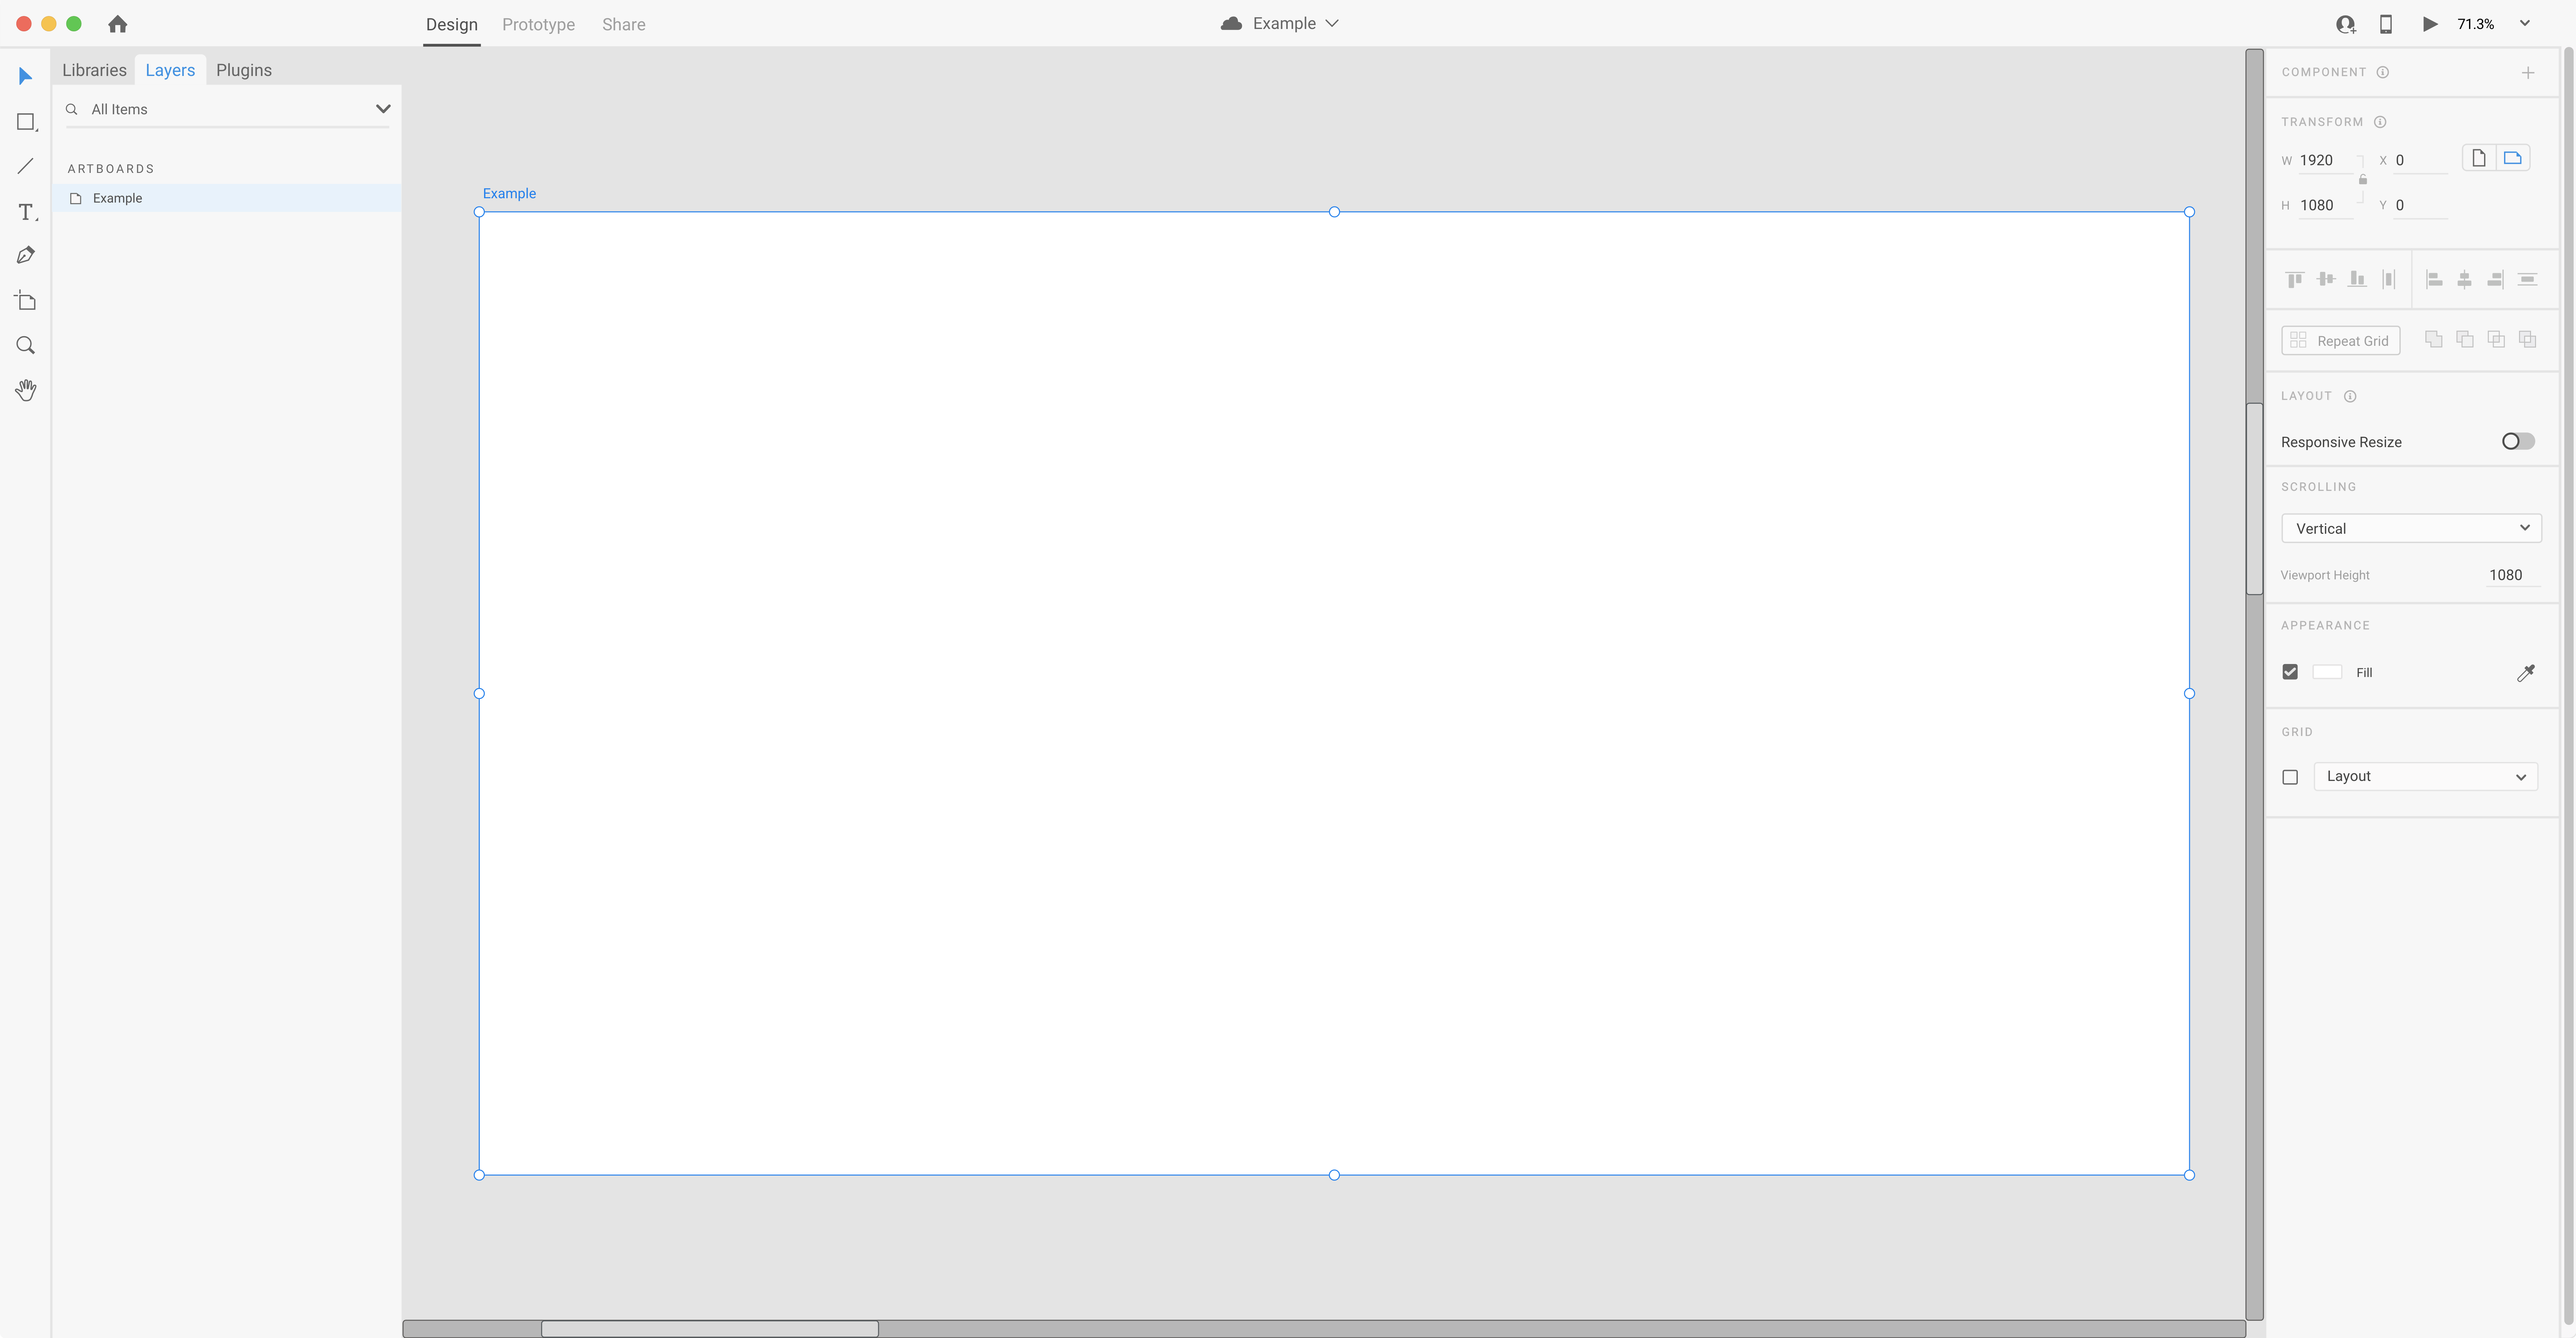 Design Prototype Share
Example
71.3%
Libraries Layers Plugins
All Items
ARTBOARDS
Example
Example
COMPONENT
TRANSFORM
W 1920 X 0
H 1080 Y 0
Repeat Grid
LAYOUT
Responsive Resize
SCROLLING
Vertical
Viewport Height 1080
APPEARANCE
Fill
GRID
Layout